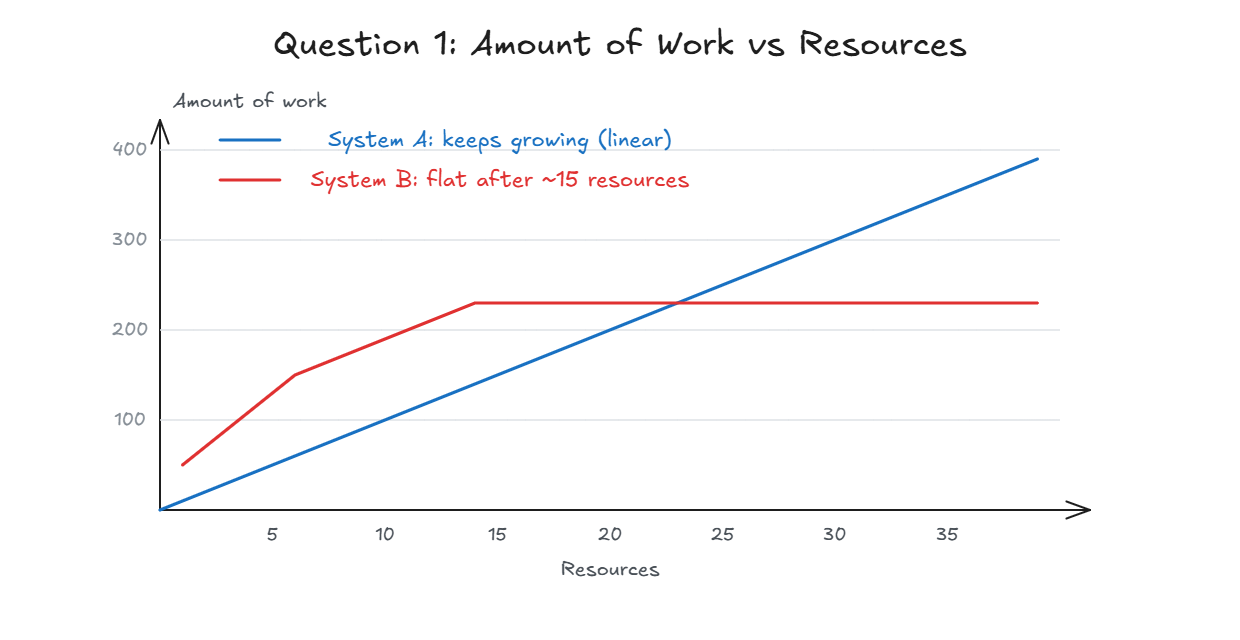 Question 1: Amount of Work vs Resources
Amount of work
System A: keeps growing (linear)
System B: flat after ~15 resources
400
300
200
100
5 10 15 20 25 30 35
Resources